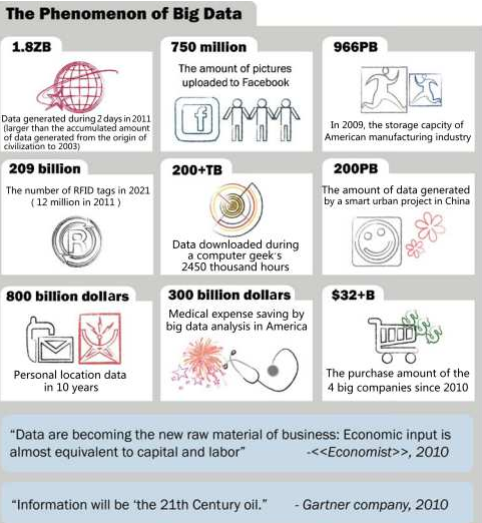 The Phenomenon of Big Data
1.8ZB
Data generated during 2 days in 2011
(larger than the accumulated amount
of data generated from the origin of
civilization to 2003)
750 million
The amount of pictures
uploaded to Facebook
f
966PB
In 2009, the storage capcity of
American manufacturing industry
209 billion
The number of RFID tags in 2021
( 12 million in 2011 )
R
200+TB
Data downloaded during
a computer geek's
2450 thousand hours
200PB
The amount of data generated
by a smart urban project in China
800 billion dollars
Personal location data
in 10 years
300 billion dollars
Medical expense saving by
big data analysis in America
$32+B
The purchase amount of the
4 big companies since 2010
“Data are becoming the new raw material of business: Economic input is
almost equivalent to capital and labor” -<<Economist>>, 2010
“Information will be ‘the 21th Century oil.” - Gartner company, 2010